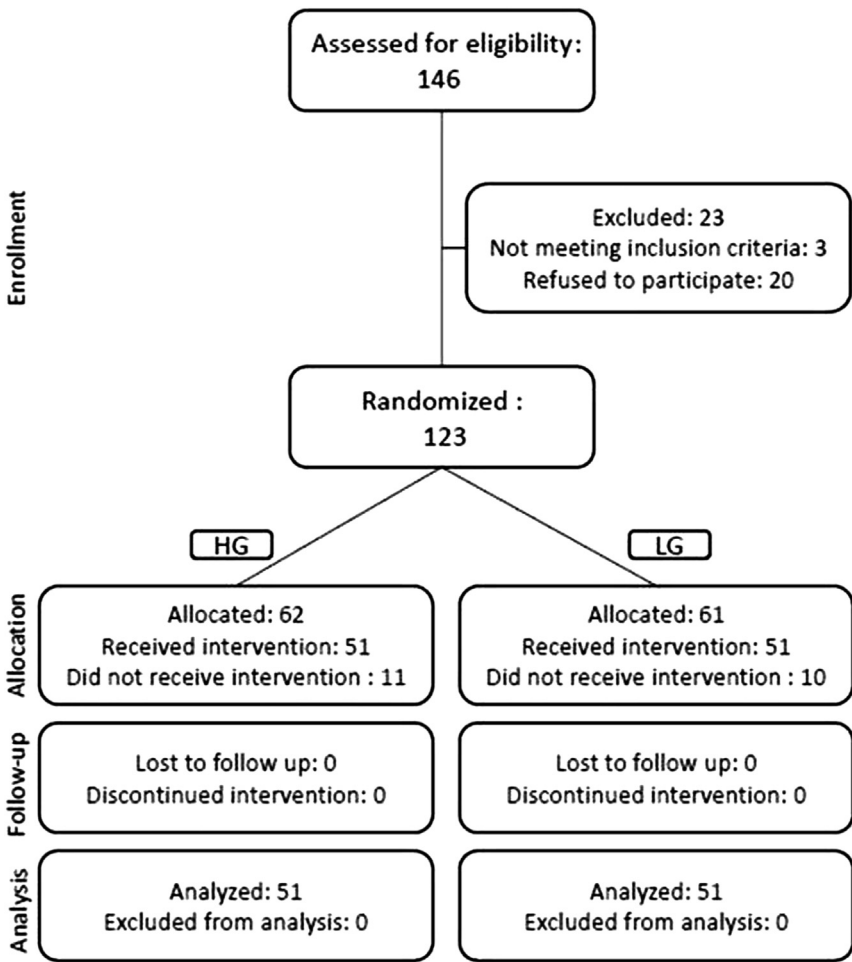 Assessed for eligibility:
146
Enrollment
Excluded: 23
Not meeting inclusion criteria: 3
Refused to participate: 20
Randomized :
123
HG
LG
Allocation
Allocated: 62
Received intervention: 51
Did not receive intervention : 11
Allocated: 61
Received intervention: 51
Did not receive intervention : 10
Follow-up
Lost to follow up: 0
Discontinued intervention: 0
Lost to follow up: 0
Discontinued intervention: 0
Analysis
Analyzed: 51
Excluded from analysis: 0
Analyzed: 51
Excluded from analysis: 0